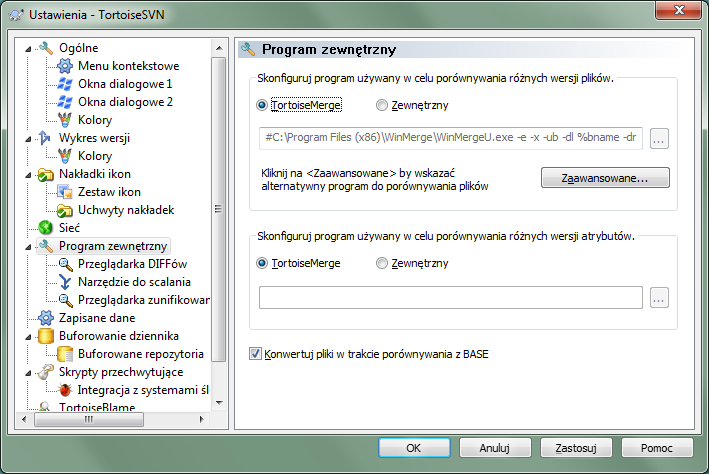 Ustawienia - TortoiseSVN
Ogólne
Menu kontekstowe
Okna dialogowe 1
Okna dialogowe 2
Kolory
Wykres wersji
Kolory
Nakładki ikon
Zestaw ikon
Uchwyty nakładek
Sieć
Program zewnętrzny
Przeglądarka DIFFów
Narzędzie do scalania
Przeglądarka zunifikowan
Zapisane dane
Buforowanie dziennika
Buforowane repozytoria
Skrypty przechwytujące
Integracja z systemami śl
TortoiseBlame
Program zewnętrzny
Skonfiguruj program używany w celu porównywania różnych wersji plików.
TortoiseMerge Zewnętrzny
#C:\Program Files (x86)\WinMerge\WinMergeU.exe -e -x -ub -dl %bname -dr
...
Kliknij na <Zaawansowane> by wskazać
alternatywny program do porównywania plików
Zaawansowane...
Skonfiguruj program używany w celu porównywania różnych wersji atrybutów.
TortoiseMerge Zewnętrzny
...
Konwertuj pliki w trakcie porównywania z BASE
OK Anuluj Zastosuj Pomoc